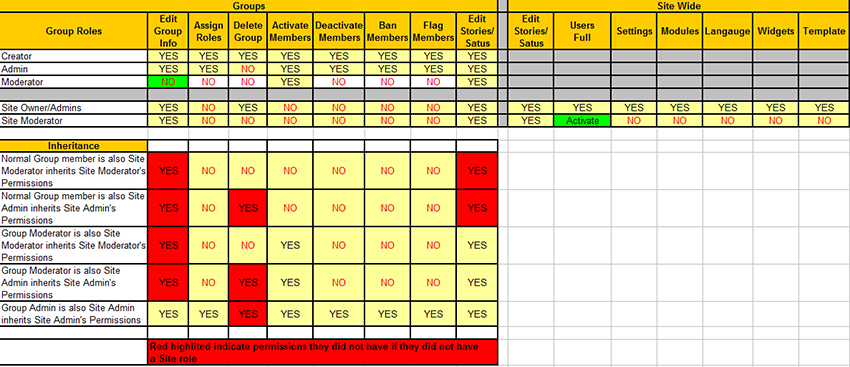 Groups Site Wide
Group Roles Edit Group Info Assign Roles Delete Group Activate Members Deactivate Members Ban Members Flag Members Edit Stories/ Satus Edit Stories/ Satus Users Full Settings Modules Langauge Widgets Template
Creator YES YES YES YES YES YES YES YES
Admin YES YES NO YES YES YES YES YES
Moderator NO NO NO YES NO NO NO YES
Site Owner/Admins YES NO YES NO NO NO NO YES YES YES YES YES YES YES YES
Site Moderator YES NO NO NO NO NO NO YES YES Activate NO NO NO NO NO
Inheritance
Normal Group member is also Site
Moderator inherits Site Moderator's
Permissions
YES NO NO NO NO NO NO YES
Normal Group member is also Site
Admin inherits Site Admin's
Permissions
YES NO YES NO NO NO NO YES
Group Moderator is also Site
Moderator inherits Site Moderator's
Permissions
YES NO NO YES NO NO NO YES
Group Moderator is also Site
Admin inherits Site Admin's
Permissions
YES NO YES YES NO NO NO YES
Group Admin is also Site Admin
inherits Site Admin's Permissions
YES YES YES YES YES YES YES YES
Red highlited indicate permissions they did not have if they did not have
a Site role